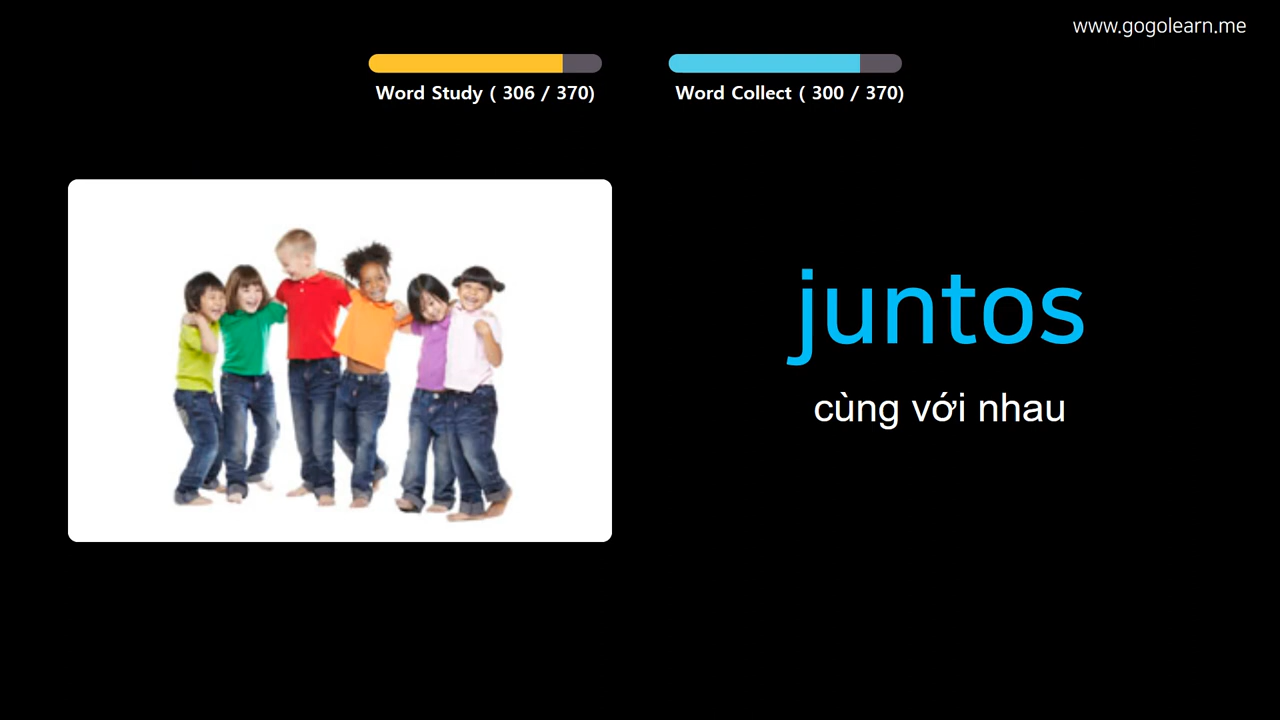 www.gogolearn.me
Word Study ( 306 / 370)
Word Collect ( 300 / 370)
juntos
cùng với nhau